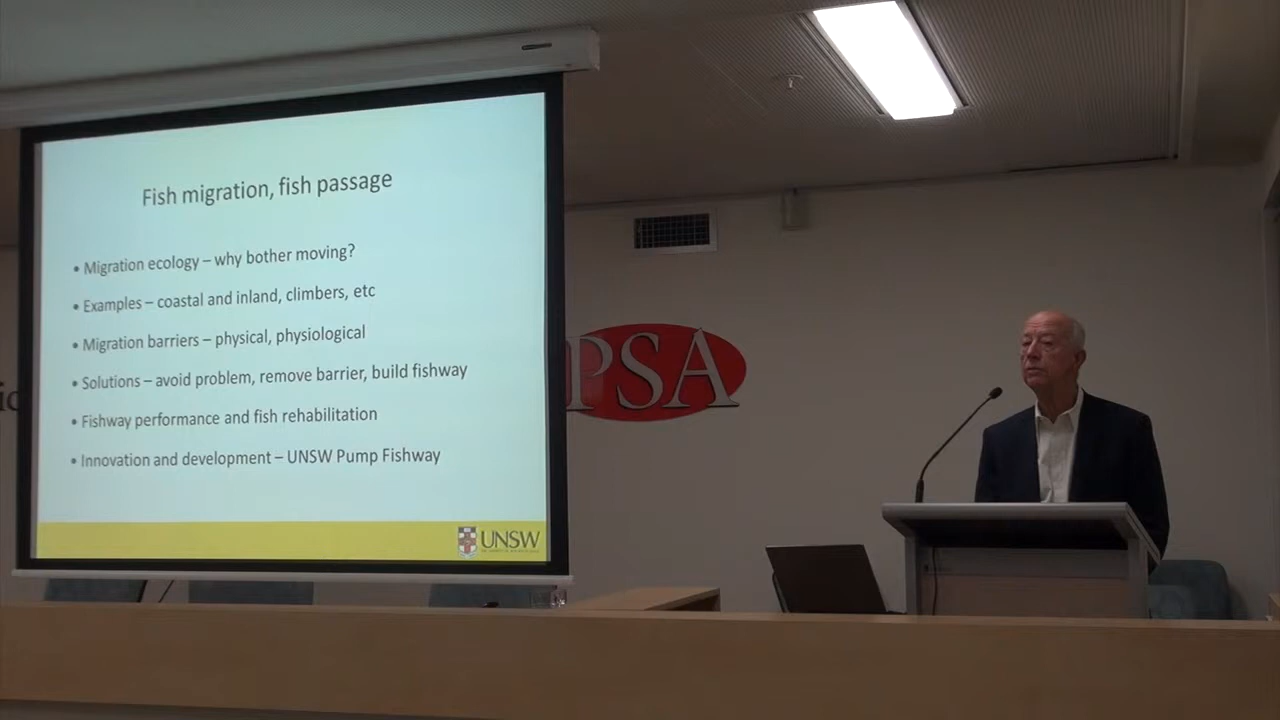 Fish migration, fish passage
• Migration ecology – why bother moving?
• Examples – coastal and inland, climbers, etc
• Migration barriers – physical, physiological
• Solutions – avoid problem, remove barrier, build fishway
• Fishway performance and fish rehabilitation
• Innovation and development – UNSW Pump Fishway
UNSW
PSA